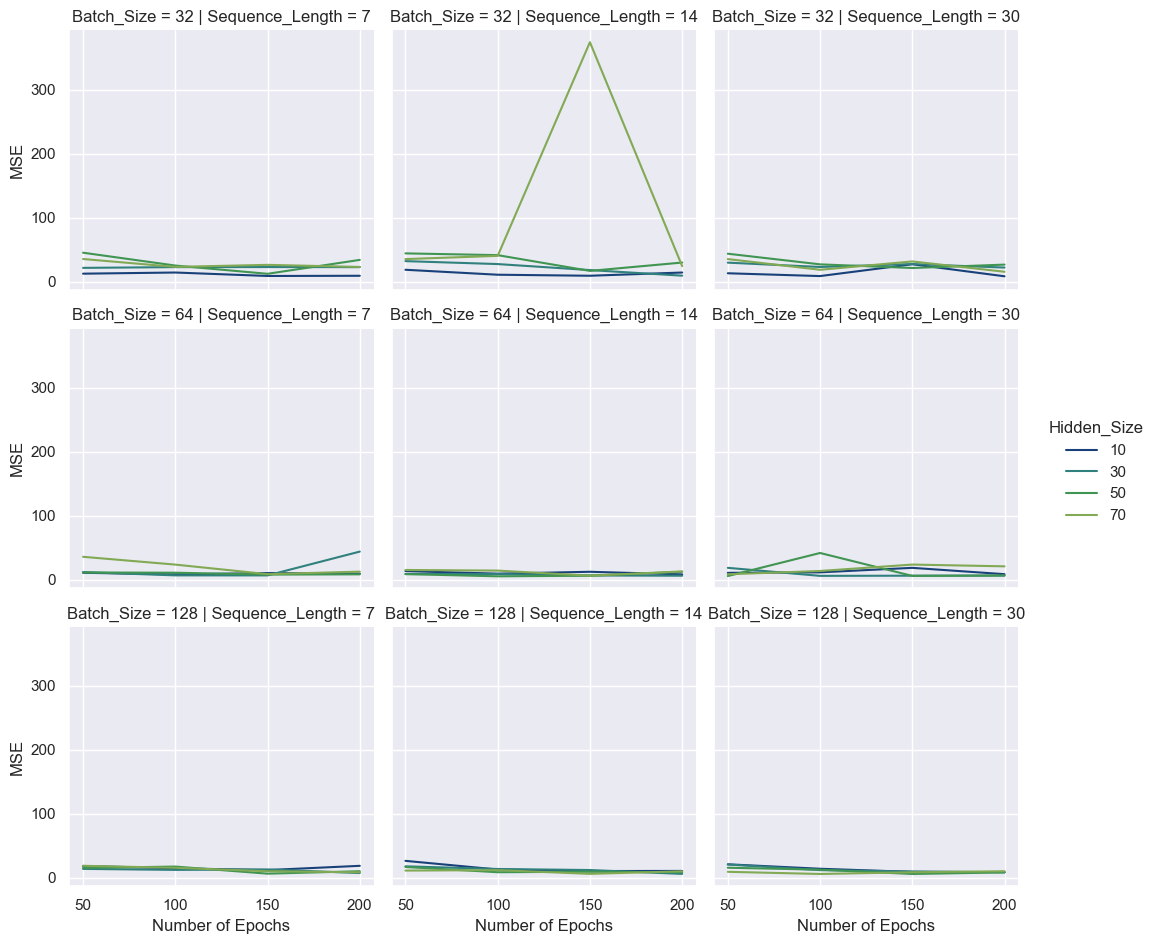 Batch_Size = 32 | Sequence_Length = 7
Batch_Size = 32 | Sequence_Length = 14
Batch_Size = 32 | Sequence_Length = 30
300
200
100
0
MSE
Batch_Size = 64 | Sequence_Length = 7
Batch_Size = 64 | Sequence_Length = 14
Batch_Size = 64 | Sequence_Length = 30
300
200
100
0
MSE
Hidden_Size
10
30
50
70
Batch_Size = 128 | Sequence_Length = 7
Batch_Size = 128 | Sequence_Length = 14
Batch_Size = 128 | Sequence_Length = 30
300
200
100
0
MSE
50 100 150 200
50 100 150 200
50 100 150 200
Number of Epochs
Number of Epochs
Number of Epochs